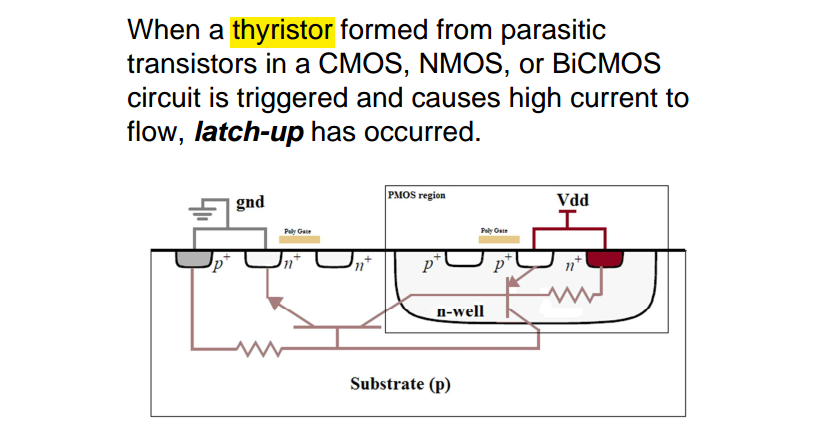 When a thyristor formed from parasitic
transistors in a CMOS, NMOS, or BiCMOS
circuit is triggered and causes high current to
flow, latch-up has occurred.
PMOS region
gnd
Vdd
Poly Gate
Poly Gate
p+
n+
n+
p+
p+
n+
n-well
Substrate (p)